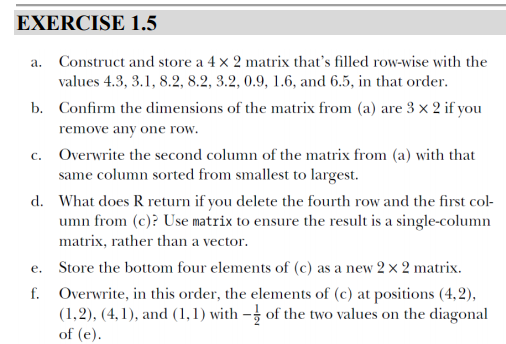 EXERCISE 1.5
a. Construct and store a 4 × 2 matrix that's filled row-wise with the
values 4.3, 3.1, 8.2, 8.2, 3.2, 0.9, 1.6, and 6.5, in that order.
b. Confirm the dimensions of the matrix from (a) are 3 × 2 if you
remove any one row.
c. Overwrite the second column of the matrix from (a) with that
same column sorted from smallest to largest.
d. What does R return if you delete the fourth row and the first col-
umn from (c)? Use matrix to ensure the result is a single-column
matrix, rather than a vector.
e. Store the bottom four elements of (c) as a new 2 × 2 matrix.
f. Overwrite, in this order, the elements of (c) at positions (4,2),
(1,2), (4,1), and (1,1) with −½ of the two values on the diagonal
of (e).